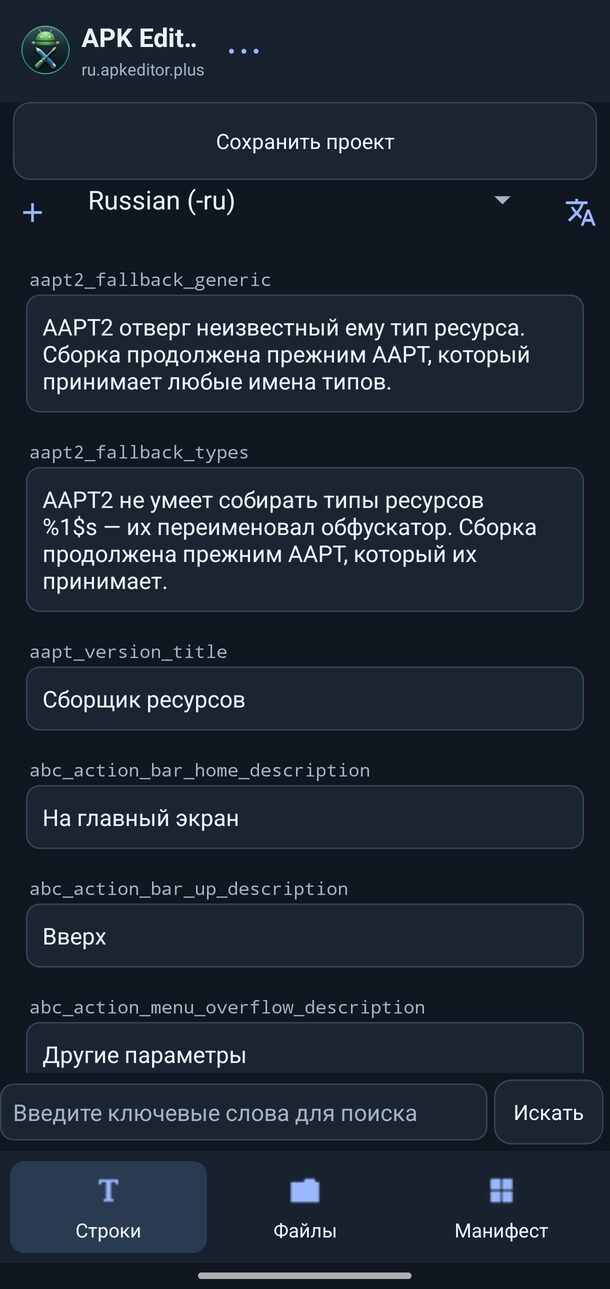 APK Edit..
ru.apkeditor.plus
Сохранить проект
Russian (-ru)
aapt2_fallback_generic
AAPT2 отверг неизвестный ему тип ресурса.
Сборка продолжена прежним AAPT, который
принимает любые имена типов.
aapt2_fallback_types
AAPT2 не умеет собирать типы ресурсов
%1$s — их переименовал обфускатор. Сборка
продолжена прежним AAPT, который их
принимает.
aapt_version_title
Сборщик ресурсов
abc_action_bar_home_description
На главный экран
abc_action_bar_up_description
Вверх
abc_action_menu_overflow_description
Другие параметры
Введите ключевые слова для поиска
Искать
Строки
Файлы
Манифест